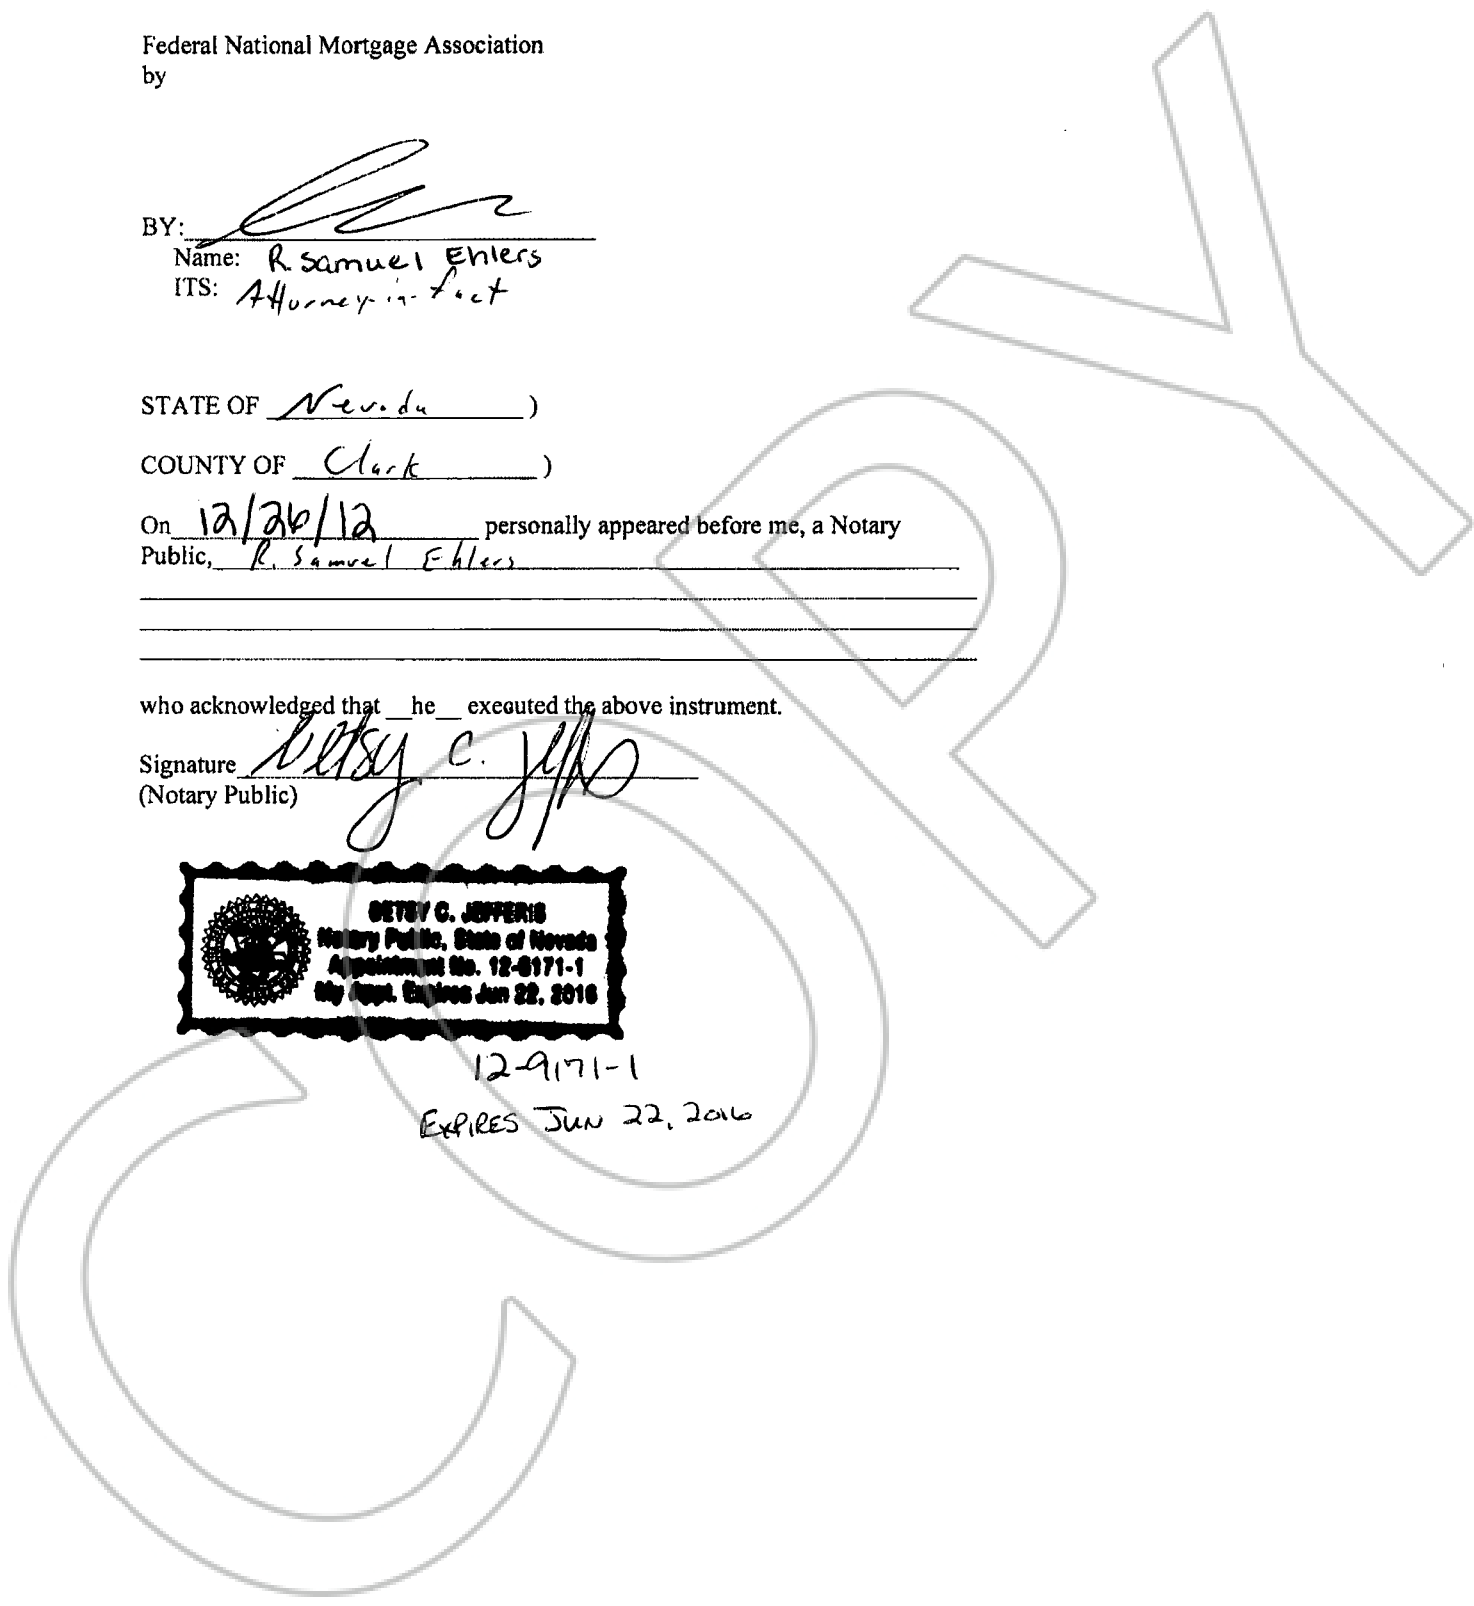 Federal National Mortgage Association
by
BY:
Name: R. Samuel Ehlers
ITS: Attorney-in-fact
STATE OF Nevada )
COUNTY OF Clark )
On 12/26/12 personally appeared before me, a Notary
Public, R. Samuel Ehlers
who acknowledged that __he__ executed the above instrument.
Signature Betsy C. Jefferis
(Notary Public)
BETSY C. JEFFERIS
Notary Public, State of Nevada
Appointment No. 12-9171-1
My Appt. Expires Jun 22, 2016
12-9171-1
EXPIRES JUN 22, 2016
COPY